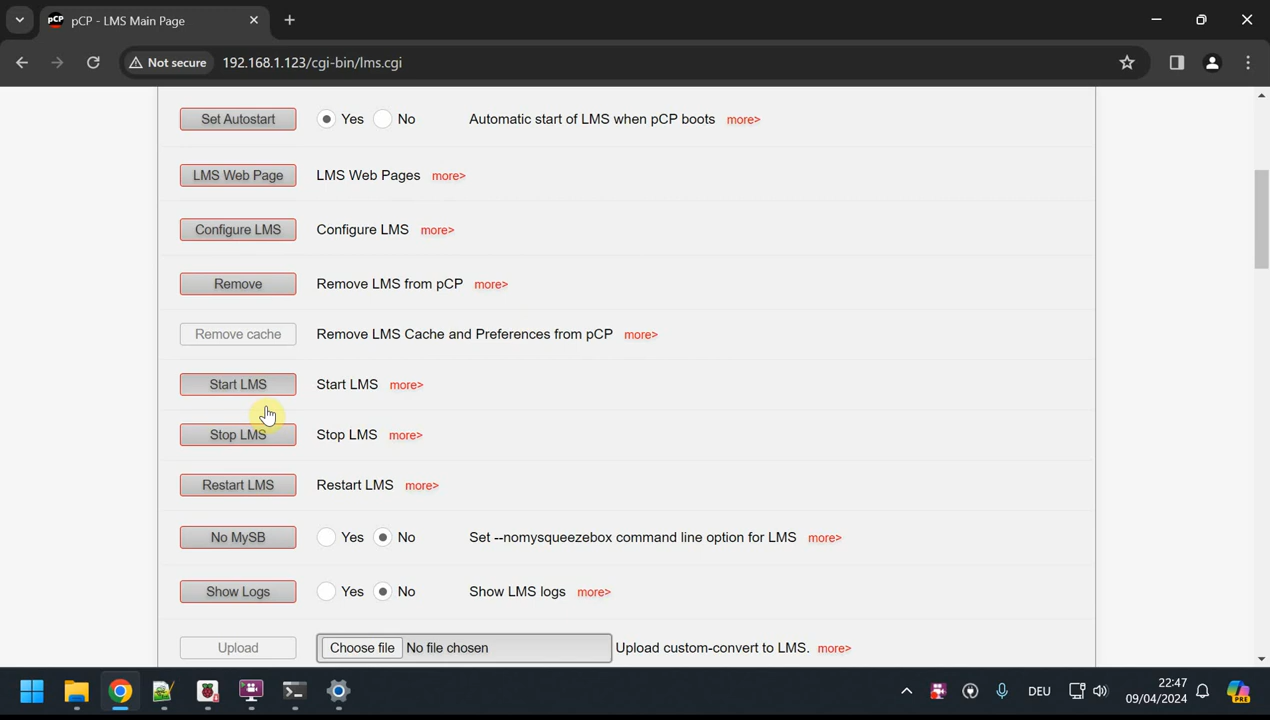 pCP - LMS Main Page
Not secure 192.168.1.123/cgi-bin/lms.cgi
Set Autostart Yes No Automatic start of LMS when pCP boots more>
LMS Web Page LMS Web Pages more>
Configure LMS Configure LMS more>
Remove Remove LMS from pCP more>
Remove cache Remove LMS Cache and Preferences from pCP more>
Start LMS Start LMS more>
Stop LMS Stop LMS more>
Restart LMS Restart LMS more>
No MySB Yes No Set --nomysqueezebox command line option for LMS more>
Show Logs Yes No Show LMS logs more>
Upload Choose file No file chosen Upload custom-convert to LMS. more>
DEU 22:47
09/04/2024
PRE